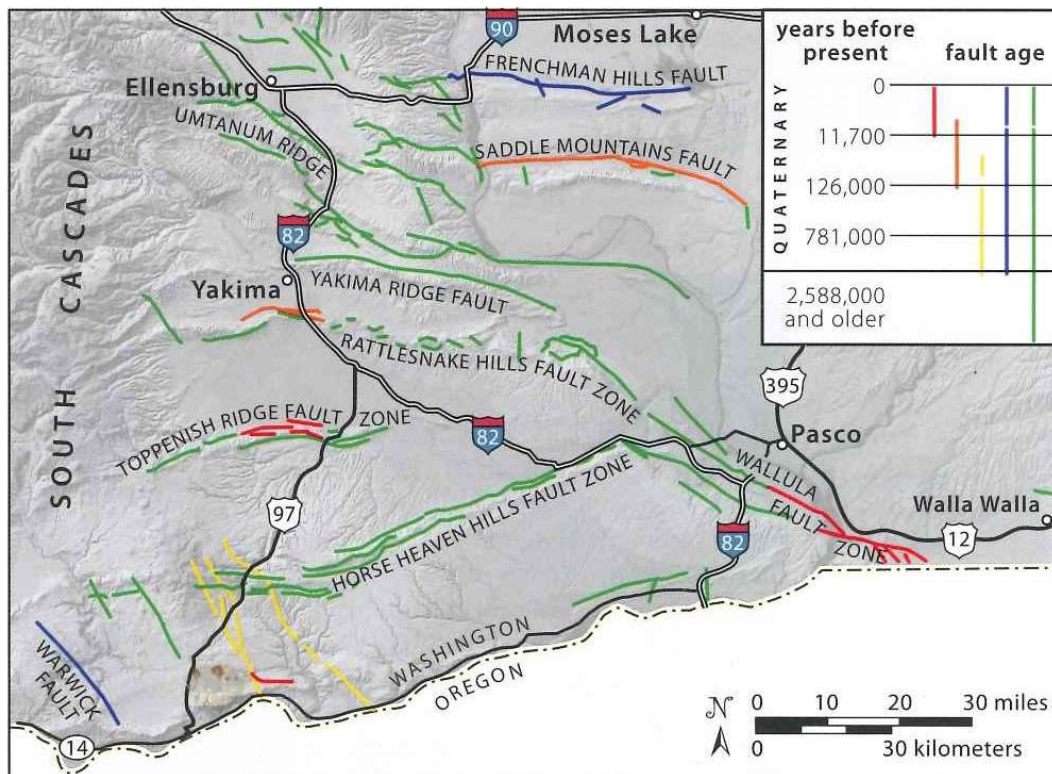 90
Moses Lake
FRENCHMAN HILLS FAULT
Ellensburg
UMTANUM RIDGE
SADDLE MOUNTAINS FAULT
SOUTH CASCADES
82
Yakima
YAKIMA RIDGE FAULT
RATTLESNAKE HILLS FAULT ZONE
395
TOPPENISH RIDGE FAULT ZONE
82
Pasco
WALLULA FAULT ZONE
Walla Walla
12
97
82
HORSE HEAVEN HILLS FAULT ZONE
WASHINGTON
OREGON
WARWICK
FAULT
14
years before
present
fault age
QUATERNARY
0
11,700
126,000
781,000
2,588,000
and older
N
0 10 20 30 miles
0 30 kilometers